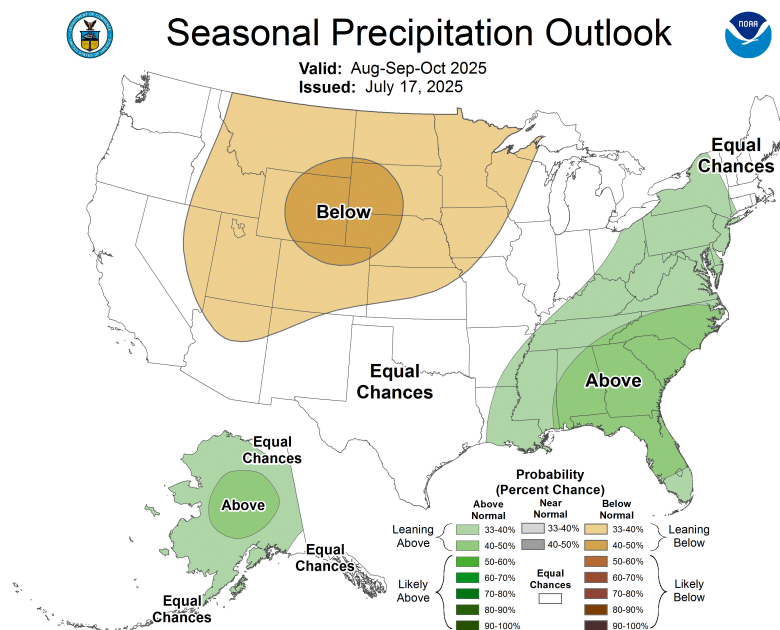 Seasonal Precipitation Outlook
NOAA
Valid: Aug-Sep-Oct 2025
Issued: July 17, 2025
Equal
Chances
Below
Equal
Chances
Above
Equal
Chances
Above
Equal
Chances
Equal
Chances
Probability
(Percent Chance)
Above
Normal
Near
Normal
Below
Normal
Leaning
Above
33-40%
40-50%
33-40%
40-50%
33-40%
40-50%
Leaning
Below
Likely
Above
50-60%
60-70%
70-80%
80-90%
90-100%
Equal
Chances
50-60%
60-70%
70-80%
80-90%
90-100%
Likely
Below